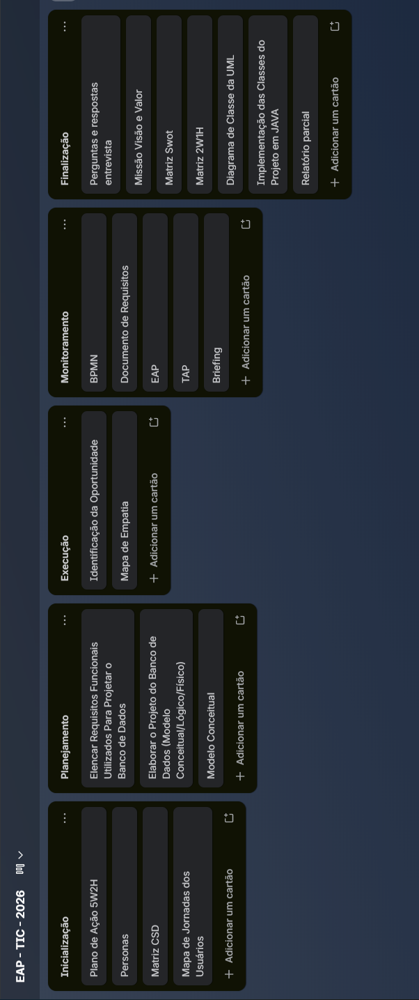 EAP - TIC - 2026
Inicialização
Plano de Ação 5W2H
Personas
Matriz CSD
Mapa de Jornadas dos
Usuários
Adicionar um cartão
Planejamento
Elencar Requisitos Funcionais
Utilizados Para Projetar o
Banco de Dados
Elaborar o Projeto do Banco de
Dados (Modelo
Conceitual/Lógico/Físico)
Modelo Conceitual
Adicionar um cartão
Execução
Identificação da Oportunidade
Mapa de Empatia
Adicionar um cartão
Monitoramento
BPMN
Documento de Requisitos
EAP
TAP
Briefing
Adicionar um cartão
Finalização
Perguntas e respostas
entrevista
Missão Visão e Valor
Matriz Swot
Matriz 2W1H
Diagrama de Classe da UML
Implementação das Classes do
Projeto em JAVA
Relatório parcial
Adicionar um cartão